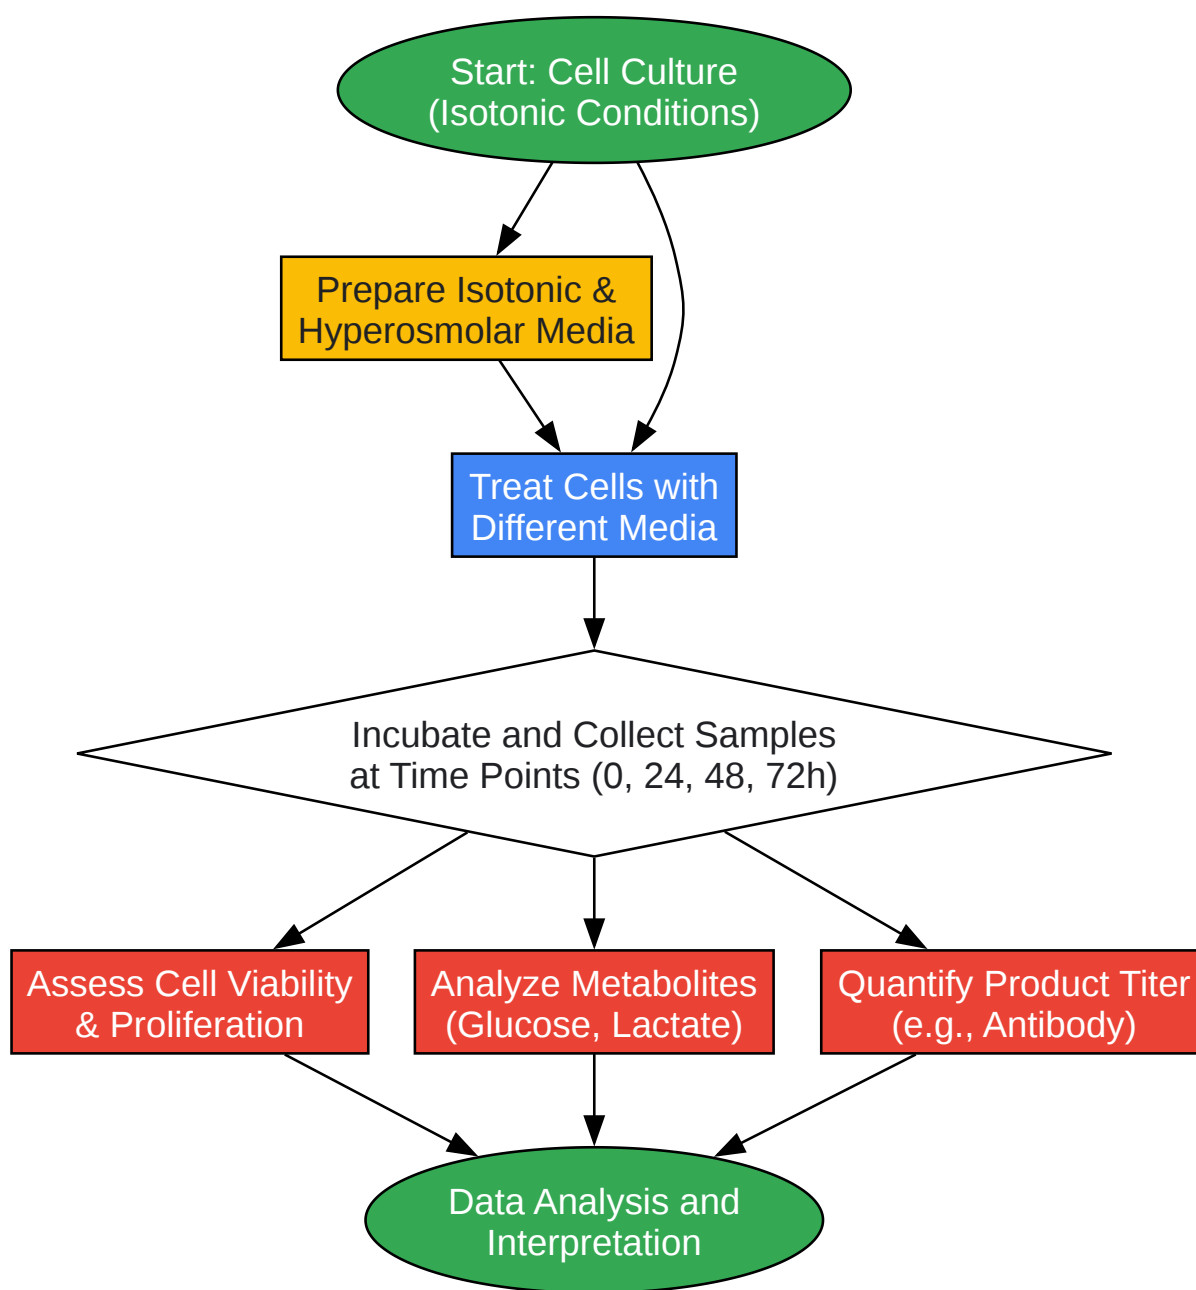 Start: Cell Culture
(Isotonic Conditions)
Prepare Isotonic &
Hyperosmolar Media
Treat Cells with
Different Media
Incubate and Collect Samples
at Time Points (0, 24, 48, 72h)
Assess Cell Viability
& Proliferation
Analyze Metabolites
(Glucose, Lactate)
Quantify Product Titer
(e.g., Antibody)
Data Analysis and
Interpretation